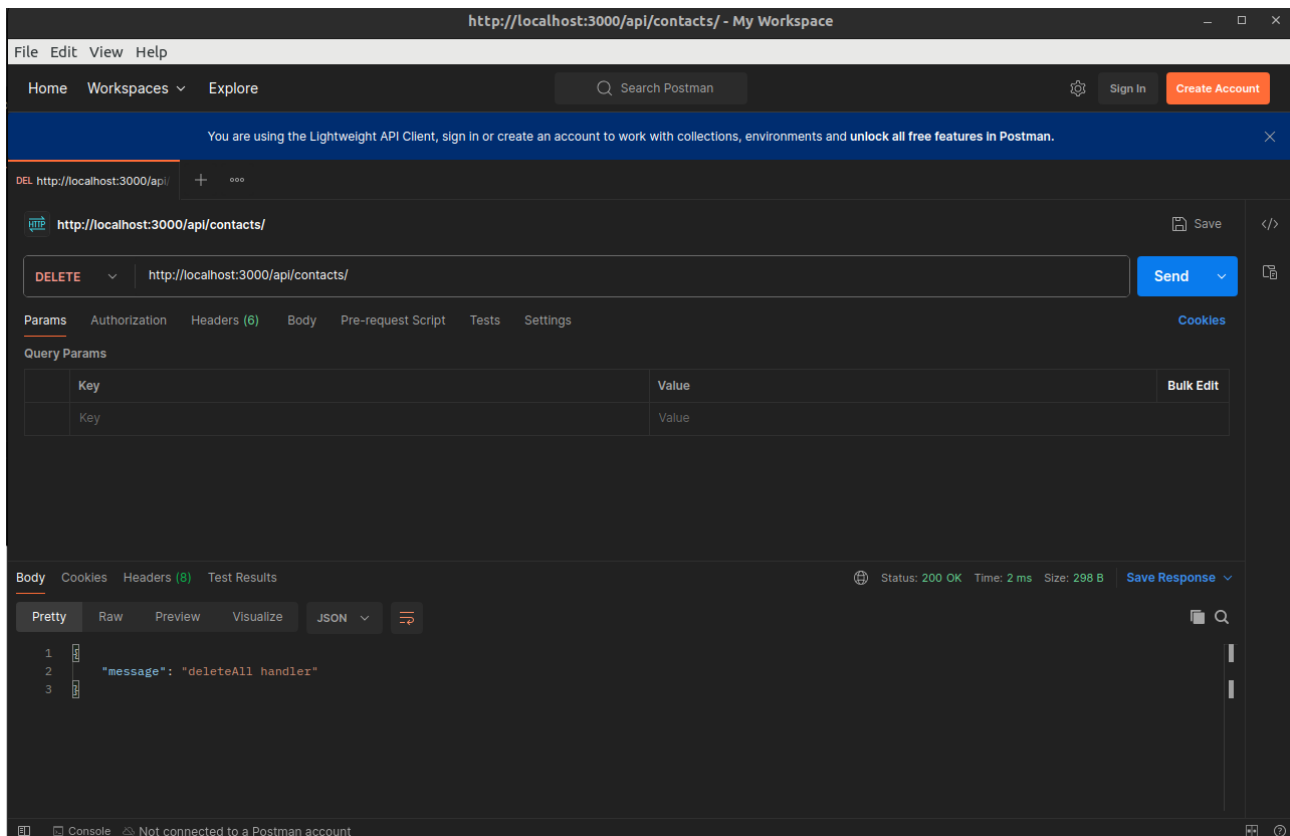 http://localhost:3000/api/contacts/ - My Workspace
File Edit View Help
Home Workspaces Explore
Search Postman
Sign In
Create Account
You are using the Lightweight API Client, sign in or create an account to work with collections, environments and unlock all free features in Postman.
DEL http://localhost:3000/api/
http://localhost:3000/api/contacts/
Save
DELETE
http://localhost:3000/api/contacts/
Send
Params Authorization Headers (6) Body Pre-request Script Tests Settings
Cookies
Query Params
Key Value Bulk Edit
Key Value
Body Cookies Headers (8) Test Results
Status: 200 OK Time: 2 ms Size: 298 B Save Response
Pretty Raw Preview Visualize JSON
1 {
2 "message": "deleteAll handler"
3 }
Console Not connected to a Postman account